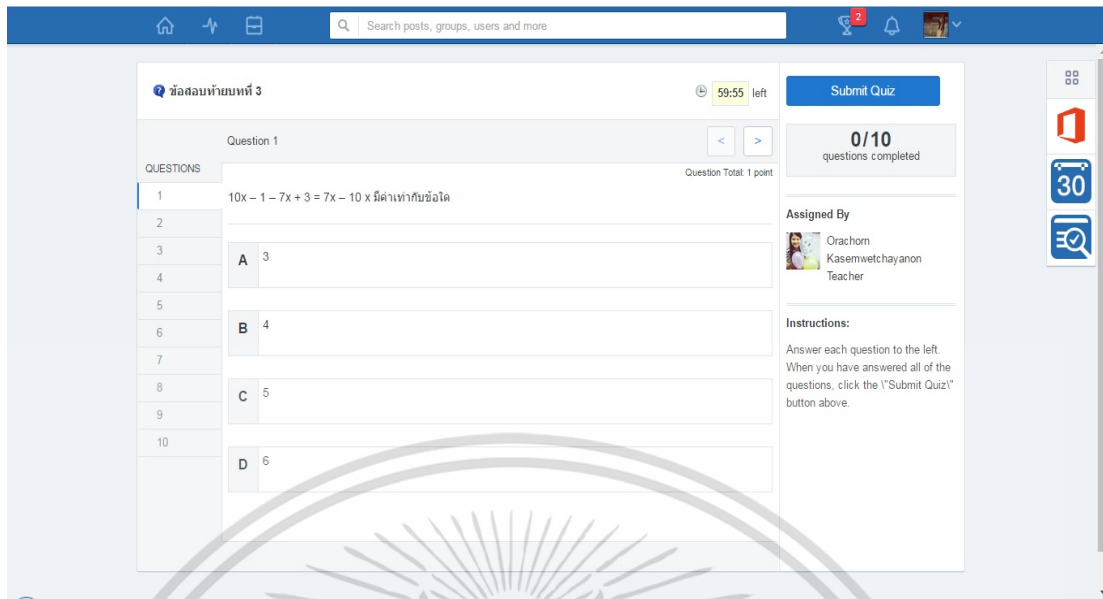 Search posts, groups, users and more
2
ข้อสอบท้ายบทที่ 3
59:55 left
Submit Quiz
0/10
questions completed
Question 1
<
>
QUESTIONS
Question Total: 1 point
1
2
3
4
5
6
7
8
9
10
10x – 1 – 7x + 3 = 7x – 10 x มีค่าเท่ากับข้อใด
A 3
B 4
C 5
D 6
Assigned By
Orachorn
Kasemwetchayanon
Teacher
Instructions:
Answer each question to the left.
When you have answered all of the
questions, click the \"Submit Quiz\"
button above.
30